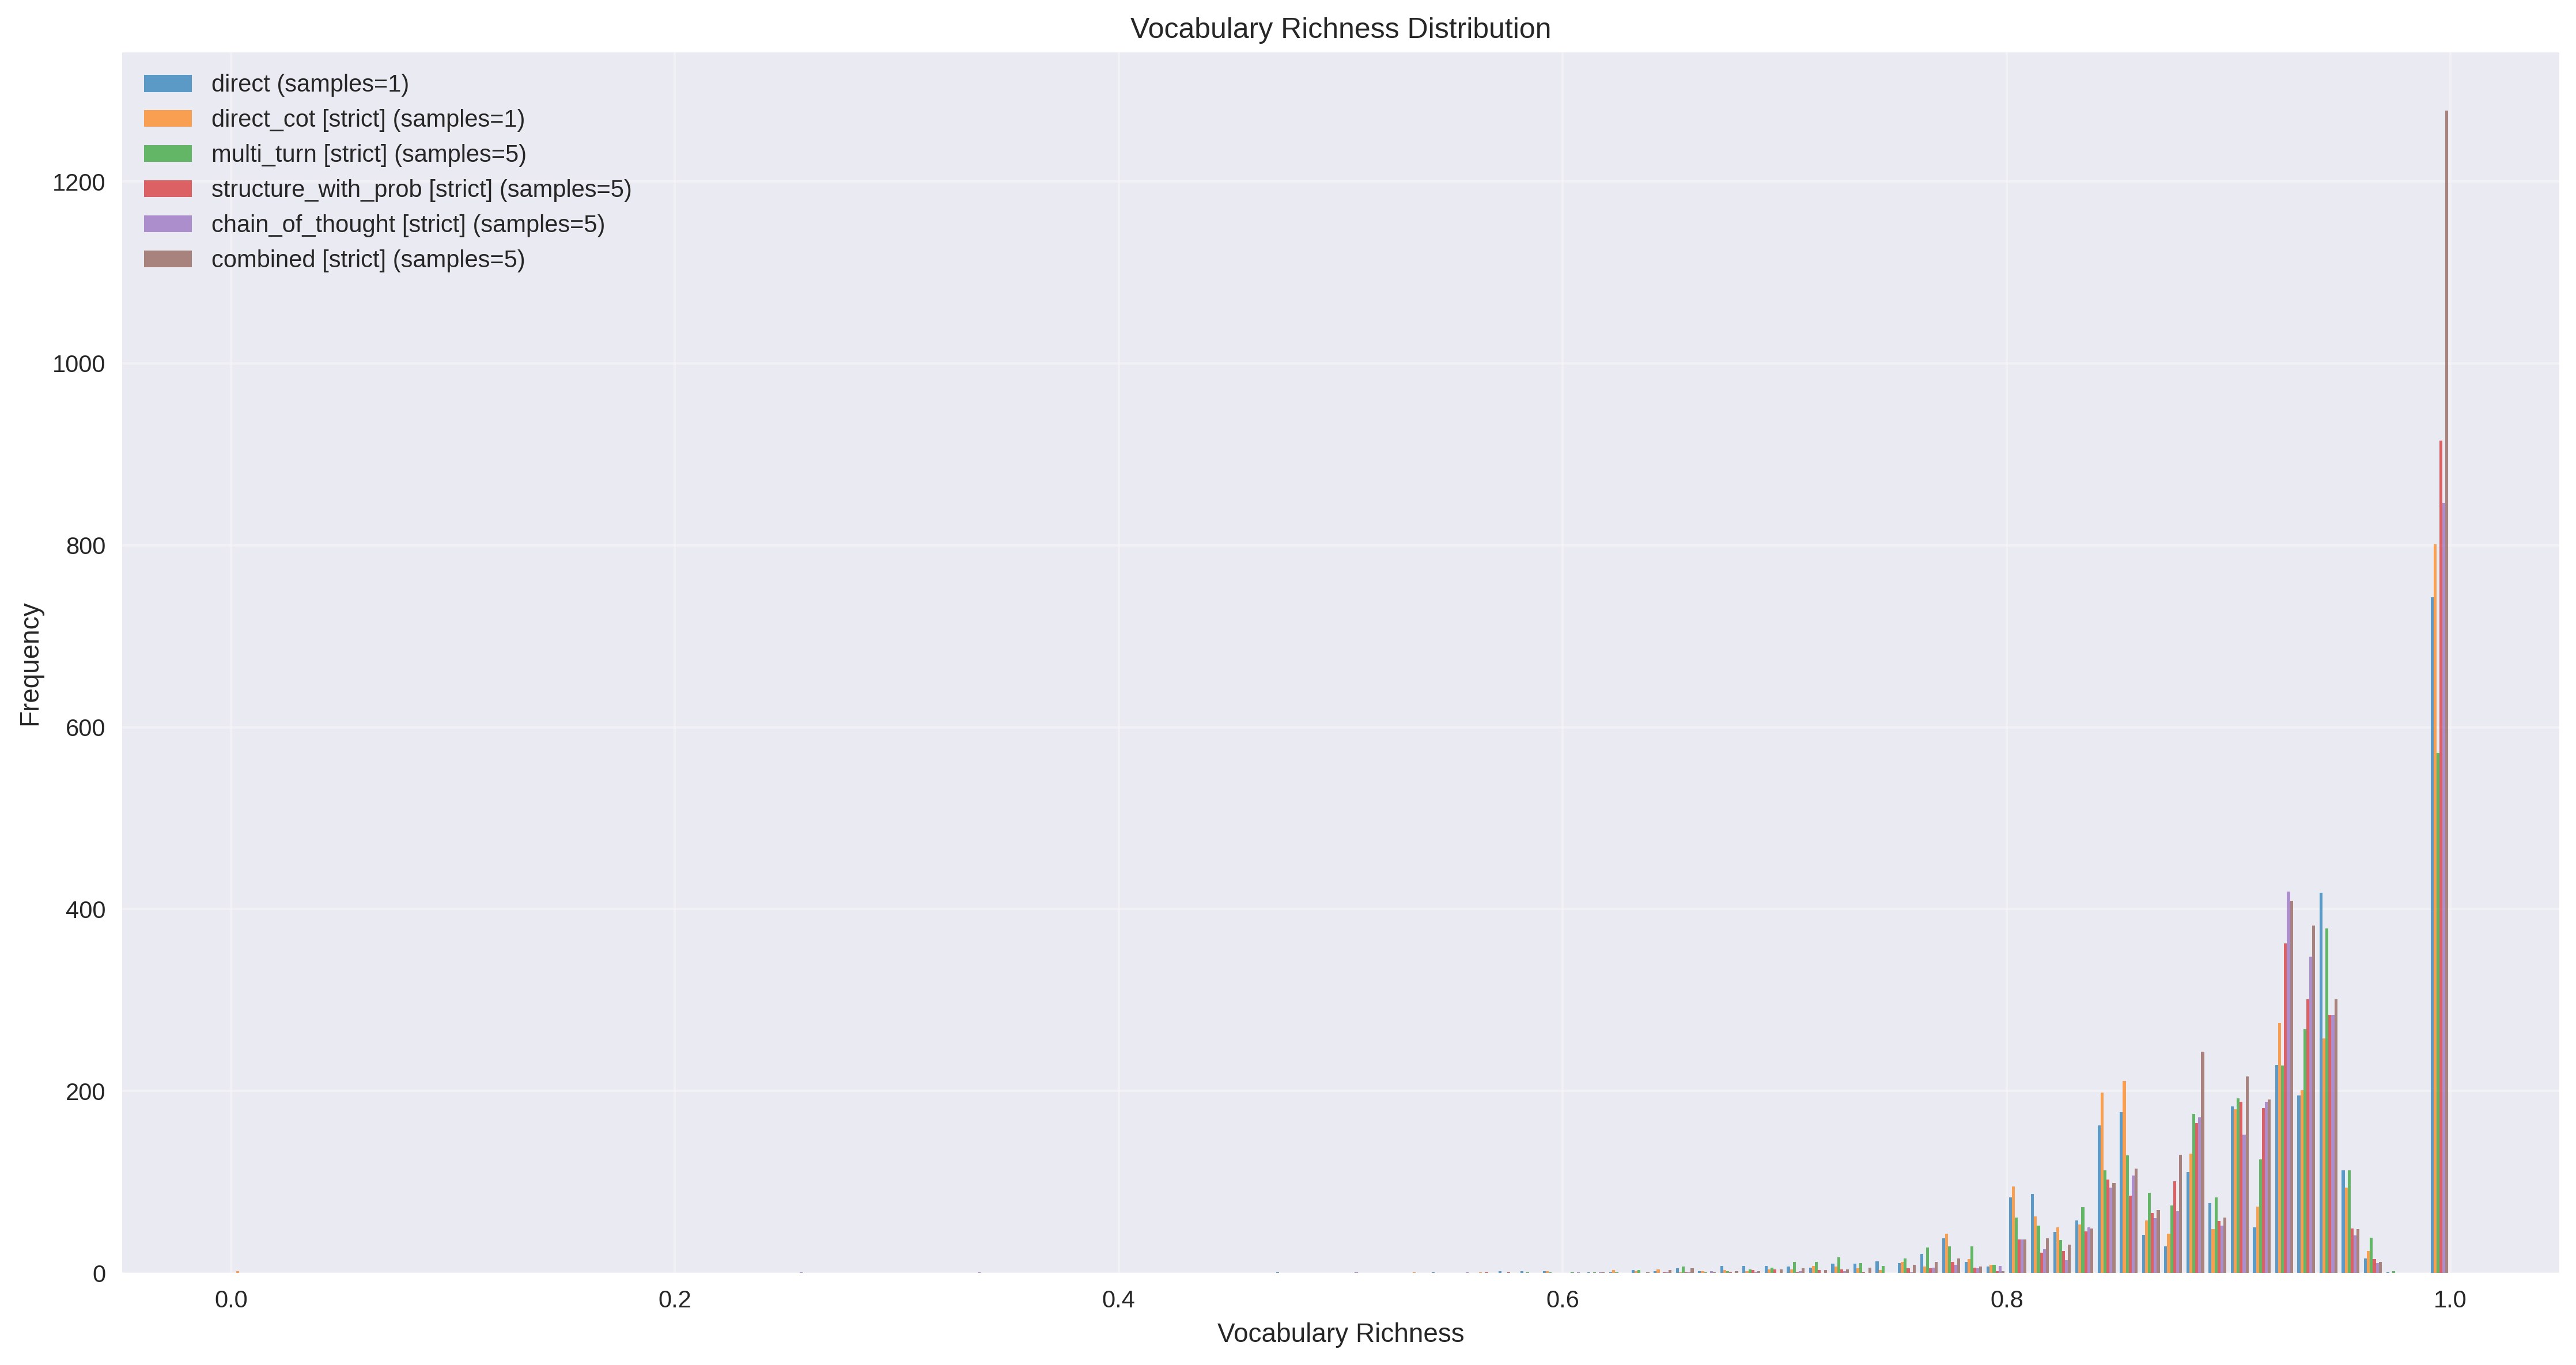 Vocabulary Richness Distribution
direct (samples=1)
direct_cot [strict] (samples=1)
multi_turn [strict] (samples=5)
structure_with_prob [strict] (samples=5)
chain_of_thought [strict] (samples=5)
combined [strict] (samples=5)
1200
1000
800
600
400
200
0
Frequency
0.0 0.2 0.4 0.6 0.8 1.0
Vocabulary Richness